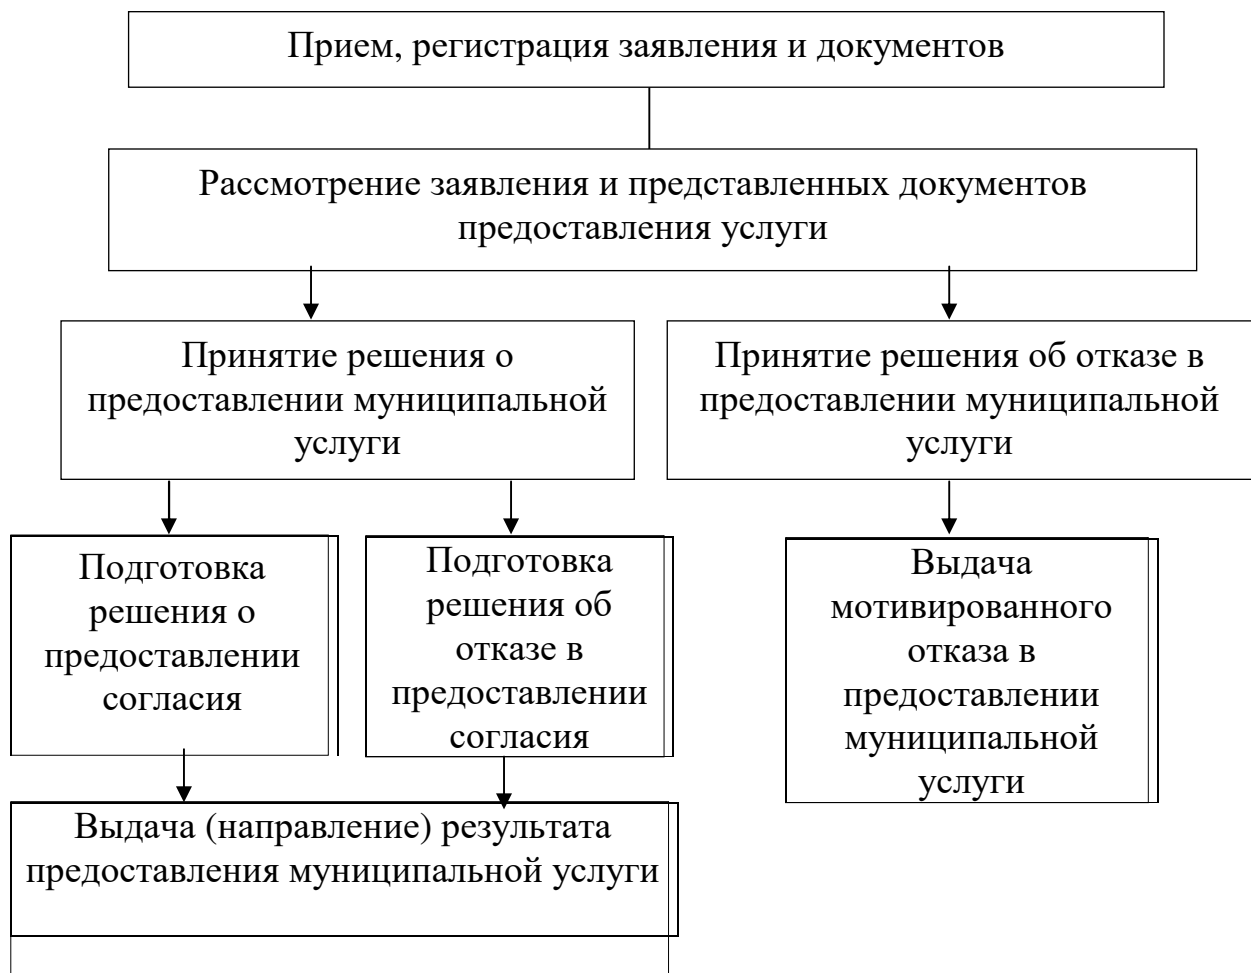 Прием, регистрация заявления и документов
Рассмотрение заявления и представленных документов
предоставления услуги
Принятие решения о
предоставлении муниципальной
услуги
Принятие решения об отказе в
предоставлении муниципальной
услуги
Подготовка
решения о
предоставлении
согласия
Подготовка
решения об
отказе в
предоставлении
согласия
Выдача
мотивированного
отказа в
предоставлении
муниципальной
услуги
Выдача (направление) результата
предоставления муниципальной услуги